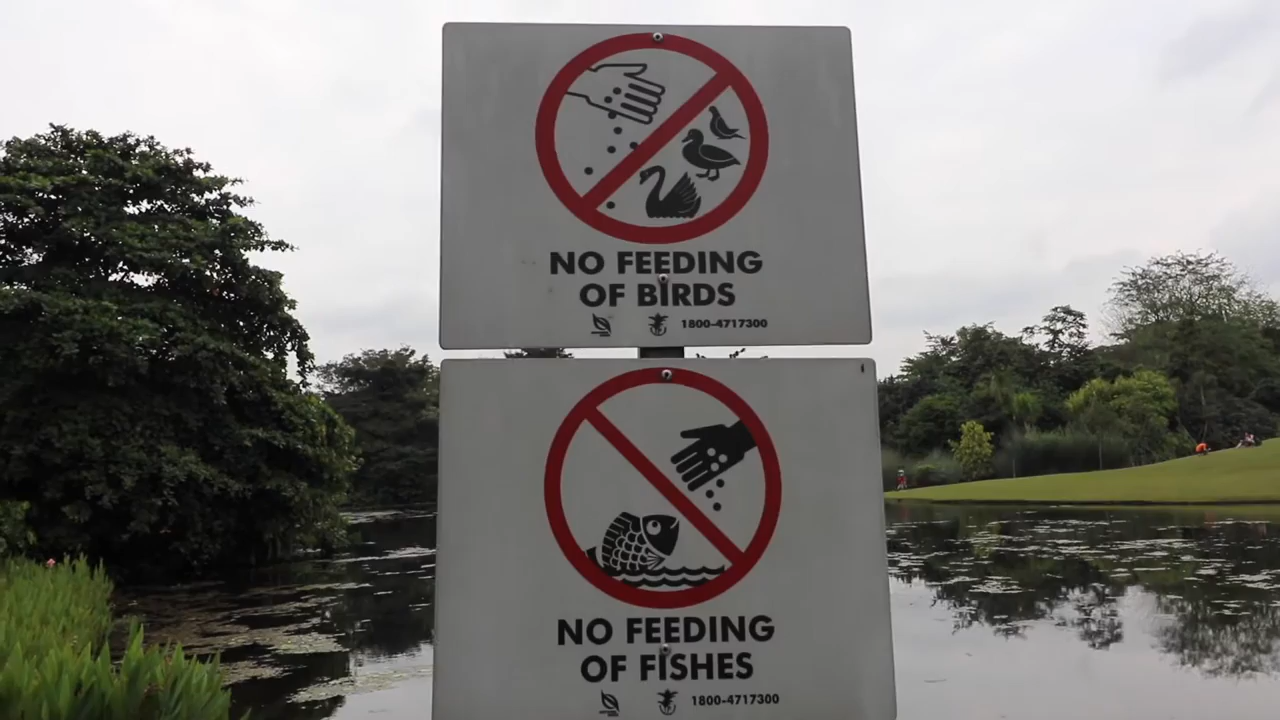 NO FEEDING
OF BIRDS
1800-4717300
NO FEEDING
OF FISHES
1800-4717300